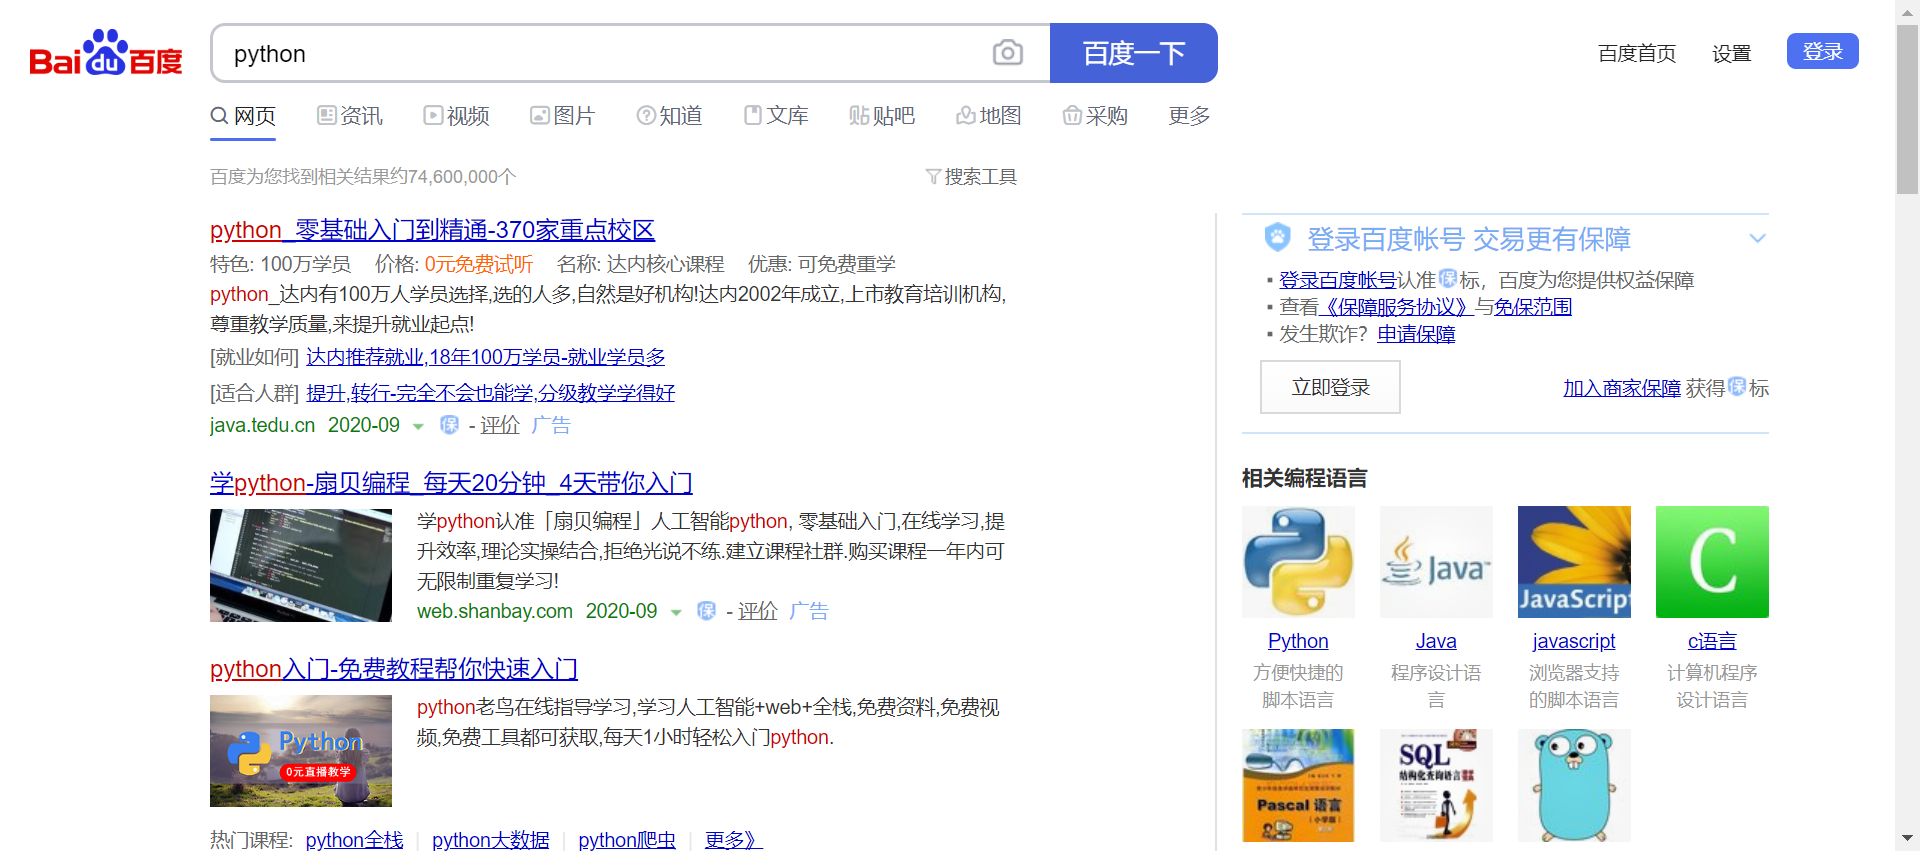 Bai du 百度
python
百度一下
百度首页 设置 登录
网页 资讯 视频 图片 知道 文库 贴吧 地图 采购 更多
百度为您找到相关结果约74,600,000个
搜索工具
python_零基础入门到精通-370家重点校区
特色: 100万学员 价格: 0元免费试听 名称: 达内核心课程 优惠: 可免费重学
python_达内有100万人学员选择,选的人多,自然是好机构!达内2002年成立,上市教育培训机构,
尊重教学质量,来提升就业起点!
[就业如何] 达内推荐就业,18年100万学员-就业学员多
[适合人群] 提升,转行-完全不会也能学,分级教学学得好
java.tedu.cn 2020-09 保 - 评价 广告
学python-扇贝编程_每天20分钟_4天带你入门
学python认准「扇贝编程」人工智能python, 零基础入门,在线学习,提
升效率,理论实操结合,拒绝光说不练.建立课程社群.购买课程一年内可
无限制重复学习!
web.shanbay.com 2020-09 保 - 评价 广告
python入门-免费教程帮你快速入门
Python
0元直播教学
python老鸟在线指导学习,学习人工智能+web+全栈,免费资料,免费视
频,免费工具都可获取,每天1小时轻松入门python.
热门课程: python全栈 python大数据 python爬虫 更多》
登录百度帐号 交易更有保障
▪ 登录百度帐号认准保标，百度为您提供权益保障
▪ 查看《保障服务协议》与免保范围
▪ 发生欺诈？申请保障
立即登录
加入商家保障 获得保标
相关编程语言
Java
JavaScript
C
Python Java javascript c语言
方便快捷的 程序设计语 浏览器支持 计算机程序
脚本语言 言 的脚本语言 设计语言
Pascal 语言
(小学版)
SQL
结构化查询语言